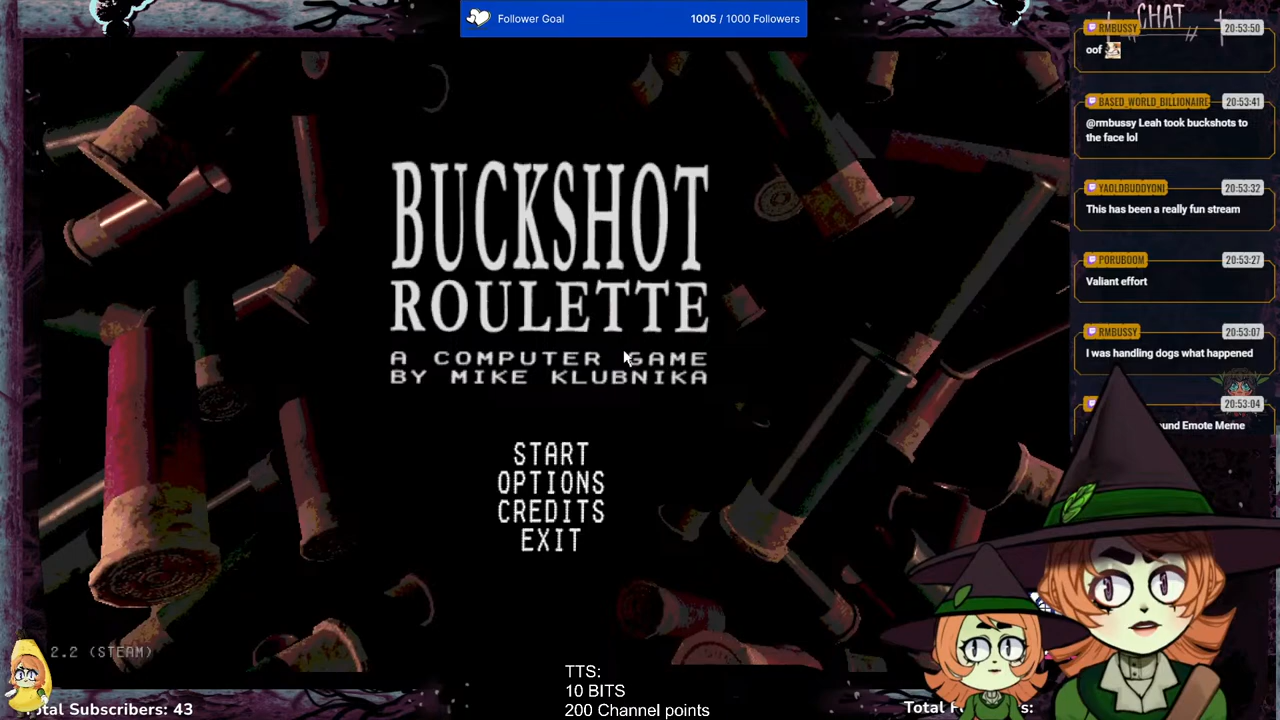 Follower Goal
1005 / 1000 Followers
CHAT
RMBUSSY
20:53:50
oof
BASED_WORLD_BILLIONAIRE
20:53:41
@rmbussy Leah took buckshots to
the face lol
YAOLDBUDDYONI
20:53:32
This has been a really fun stream
PORUBOOM
20:53:27
Valiant effort
RMBUSSY
20:53:07
I was handling dogs what happened
20:53:04
Emote Meme
BUCKSHOT
ROULETTE
A COMPUTER GAME
BY MIKE KLUBNIKA
START
OPTIONS
CREDITS
EXIT
2.2 (STEAM)
TTS:
10 BITS
200 Channel points
Total Subscribers: 43
Total